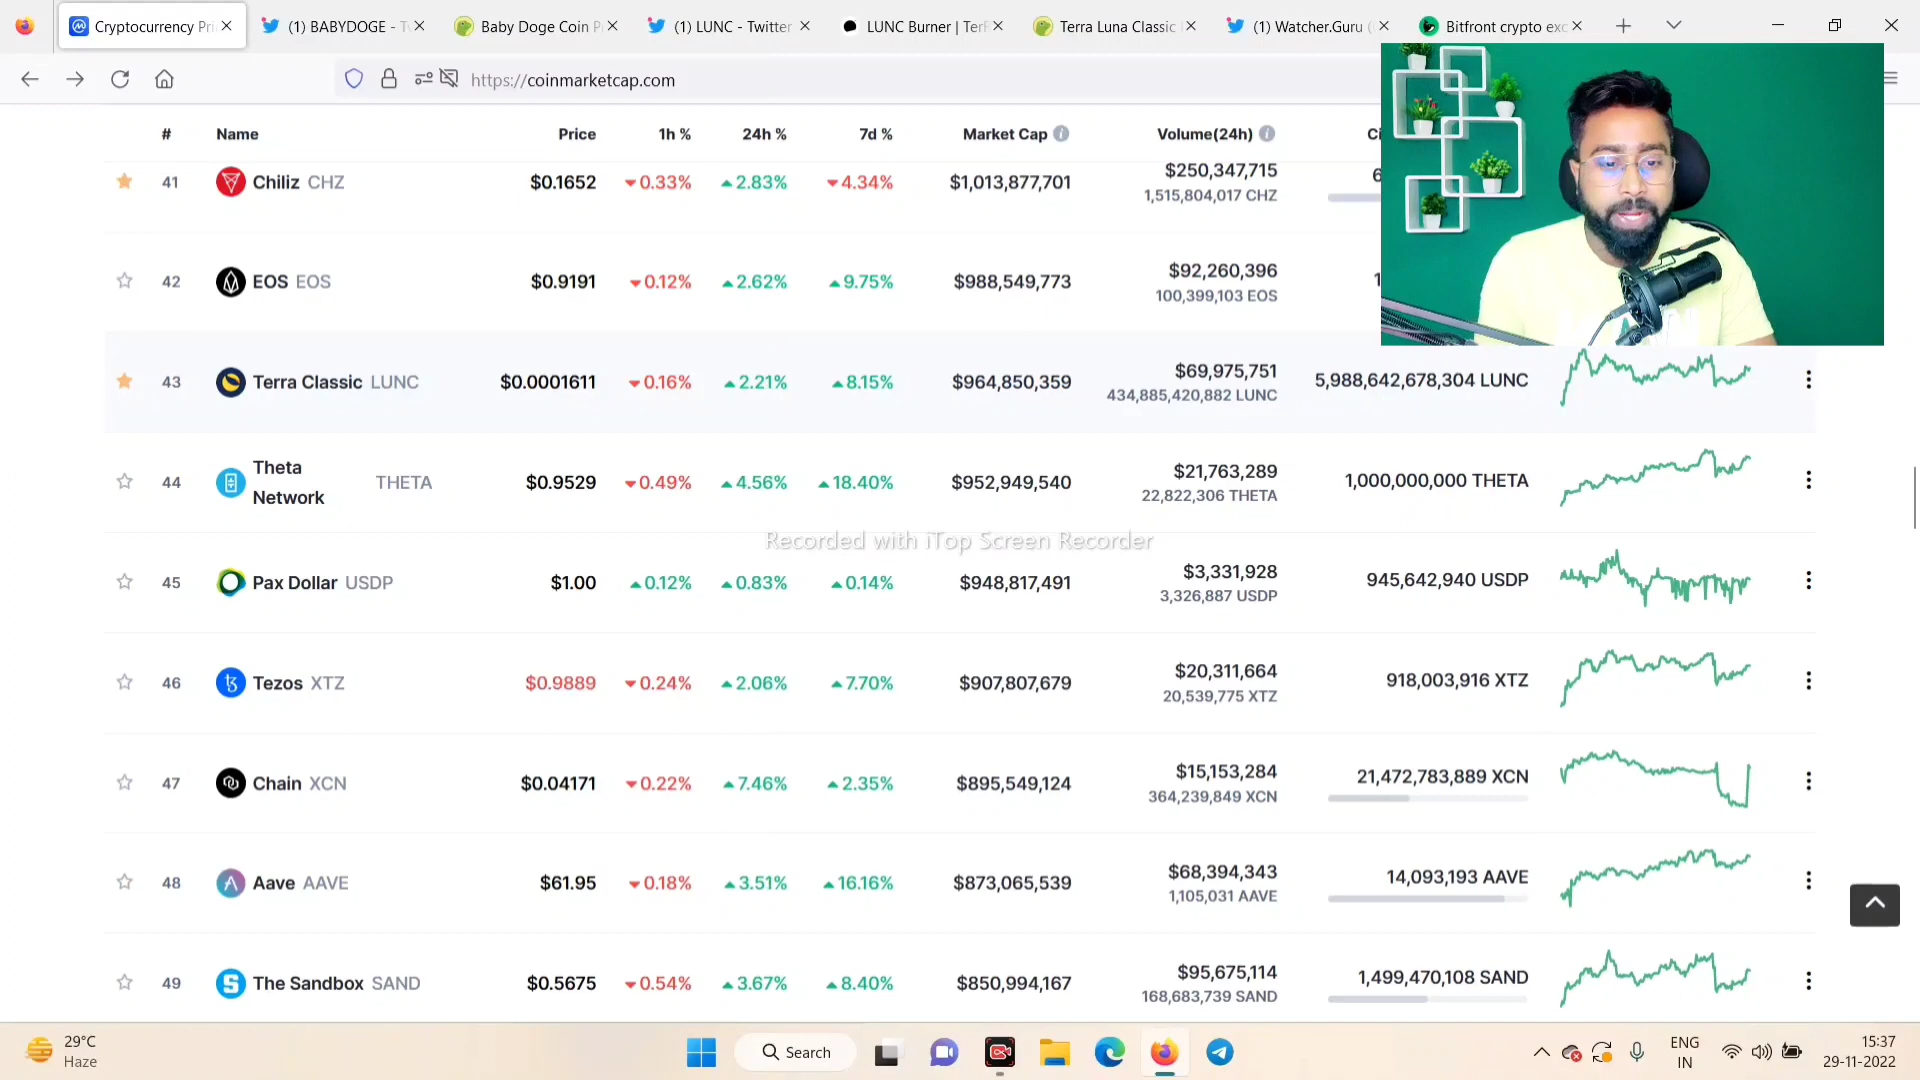 Cryptocurrency Pri
(1) BABYDOGE - T
Baby Doge Coin P
(1) LUNC - Twitter
LUNC Burner | Ter
Terra Luna Classic
(1) Watcher.Guru (
Bitfront crypto exc
https://coinmarketcap.com
# Name Price 1h % 24h % 7d % Market Cap Volume(24h) Ci
41 Chiliz CHZ $0.1652 0.33% 2.83% 4.34% $1,013,877,701 $250,347,715 6
1,515,804,017 CHZ
42 EOS EOS $0.9191 0.12% 2.62% 9.75% $988,549,773 $92,260,396 1
100,399,103 EOS
43 Terra Classic LUNC $0.0001611 0.16% 2.21% 8.15% $964,850,359 $69,975,751 5,988,642,678,304 LUNC
434,885,420,882 LUNC
44 Theta Network THETA $0.9529 0.49% 4.56% 18.40% $952,949,540 $21,763,289 1,000,000,000 THETA
22,822,306 THETA
Recorded with iTop Screen Recorder
45 Pax Dollar USDP $1.00 0.12% 0.83% 0.14% $948,817,491 $3,331,928 945,642,940 USDP
3,326,887 USDP
46 Tezos XTZ $0.9889 0.24% 2.06% 7.70% $907,807,679 $20,311,664 918,003,916 XTZ
20,539,775 XTZ
47 Chain XCN $0.04171 0.22% 7.46% 2.35% $895,549,124 $15,153,284 21,472,783,889 XCN
364,239,849 XCN
48 Aave AAVE $61.95 0.18% 3.51% 16.16% $873,065,539 $68,394,343 14,093,193 AAVE
1,105,031 AAVE
49 The Sandbox SAND $0.5675 0.54% 3.67% 8.40% $850,994,167 $95,675,114 1,499,470,108 SAND
168,683,739 SAND
29°C
Haze
Search
ENG
IN
15:37
29-11-2022